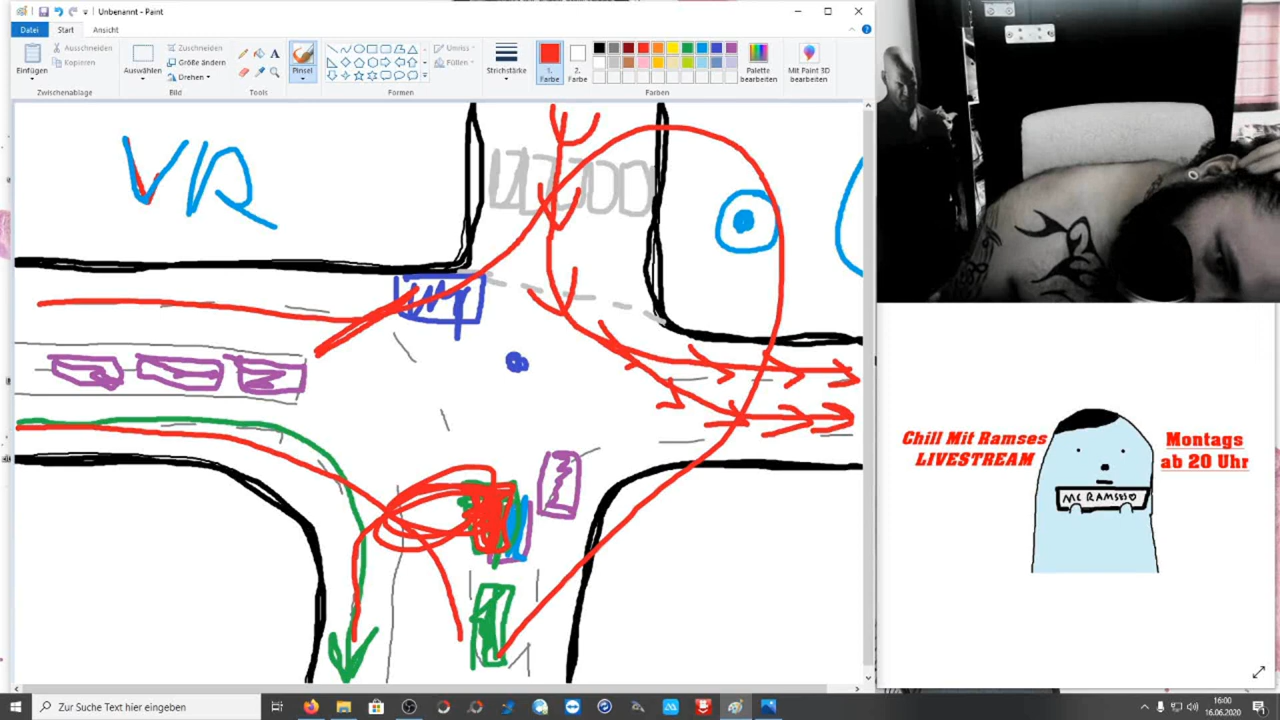 Unbenannt - Paint
Datei Start Ansicht
Einfügen
Ausschneiden
Kopieren
Zwischenablage
Auswählen
Zuschneiden
Größe ändern
Drehen
Bild
Tools
Pinsel
Formen
Umriss
Füllen
Strichstärke
1. Farbe
2. Farbe
Palette bearbeiten
Mit Paint 3D bearbeiten
Farben
VR
Chill Mit Ramses
LIVESTREAM
Montags
ab 20 Uhr
MC RAMSES
Zur Suche Text hier eingeben
16:00
16.06.2020